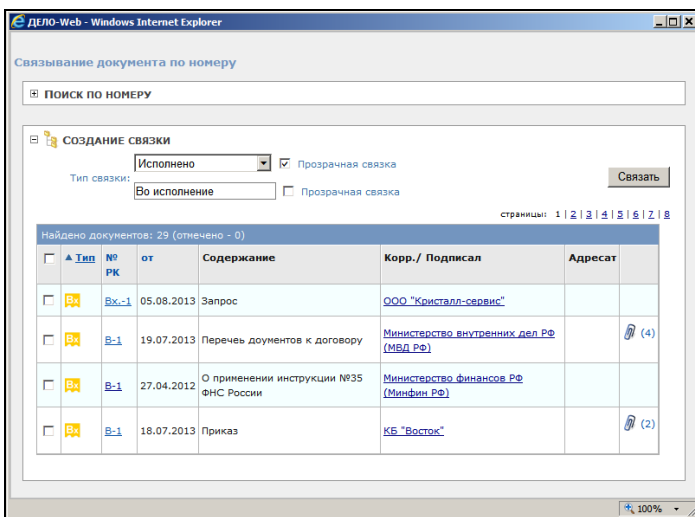 ДЕЛО-Web - Windows Internet Explorer
Связывание документа по номеру
ПОИСК ПО НОМЕРУ
СОЗДАНИЕ СВЯЗКИ
Исполнено Прозрачная связка
Тип связки: Связать
Во исполнение Прозрачная связка
страницы: 1 | 2 | 3 | 4 | 5 | 6 | 7 | 8
Найдено документов: 29 (отмечено - 0)
Тип № РК от Содержание Корр./ Подписал Адресат
Вх Вх.-1 05.08.2013 Запрос ООО "Кристалл-сервис"
Вх В-1 19.07.2013 Перечеь доументов к договору Министерство внутренних дел РФ (МВД РФ) (4)
Вх В-1 27.04.2012 О применении инструкции №35 ФНС России Министерство финансов РФ (Минфин РФ)
Вх В-1 18.07.2013 Приказ КБ "Восток" (2)
100%